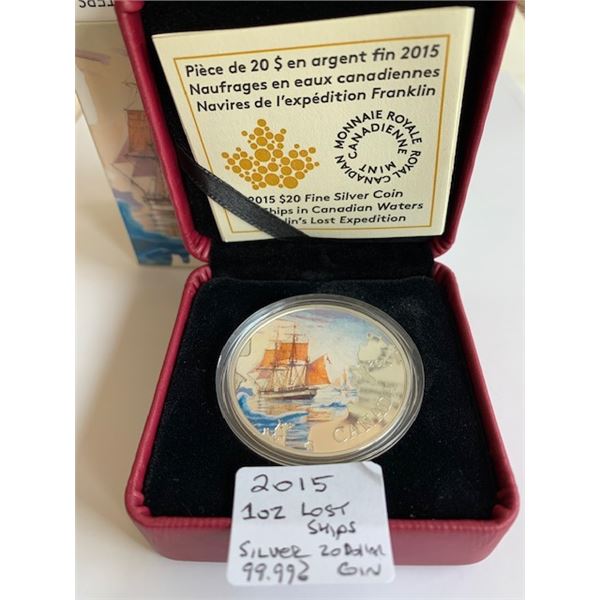 TERS
Pièce de 20 $ en argent fin 2015
Naufrages en eaux canadiennes
Navires de l'expédition Franklin
MONNAIE ROYALE CANADIENNE
ROYAL CANADIAN MINT
2015 $20 Fine Silver Coin
Ships in Canadian Waters
lin's Lost Expedition
CANADA
2015
1oz LOST
SHIPS
SILVER 20 Dollar
99.99% COIN